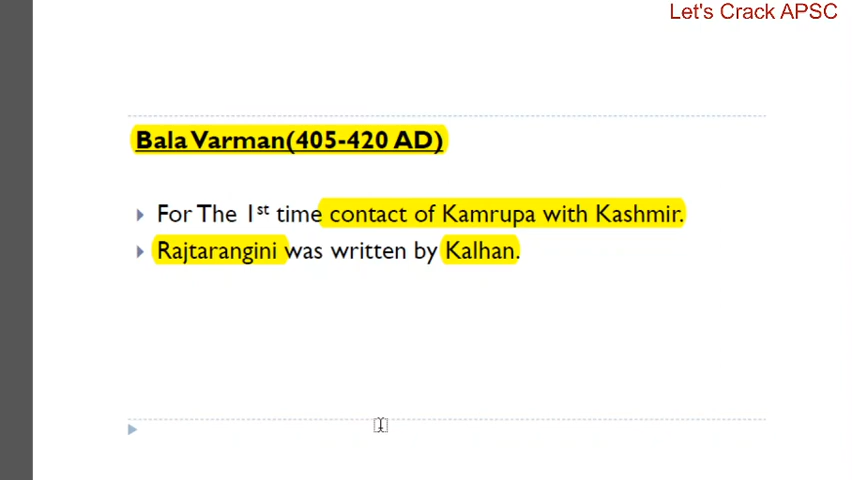 Let's Crack APSC
Bala Varman(405-420 AD)
For The 1st time contact of Kamrupa with Kashmir.
Rajtarangini was written by Kalhan.